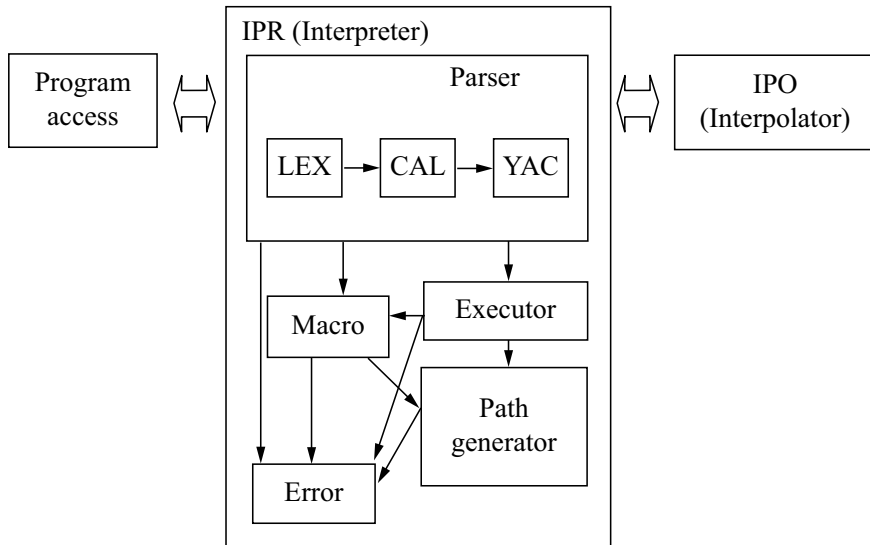 IPR (Interpreter)
Program
access
Parser
IPO
(Interpolator)
LEX
CAL
YAC
Macro
Executor
Path
generator
Error